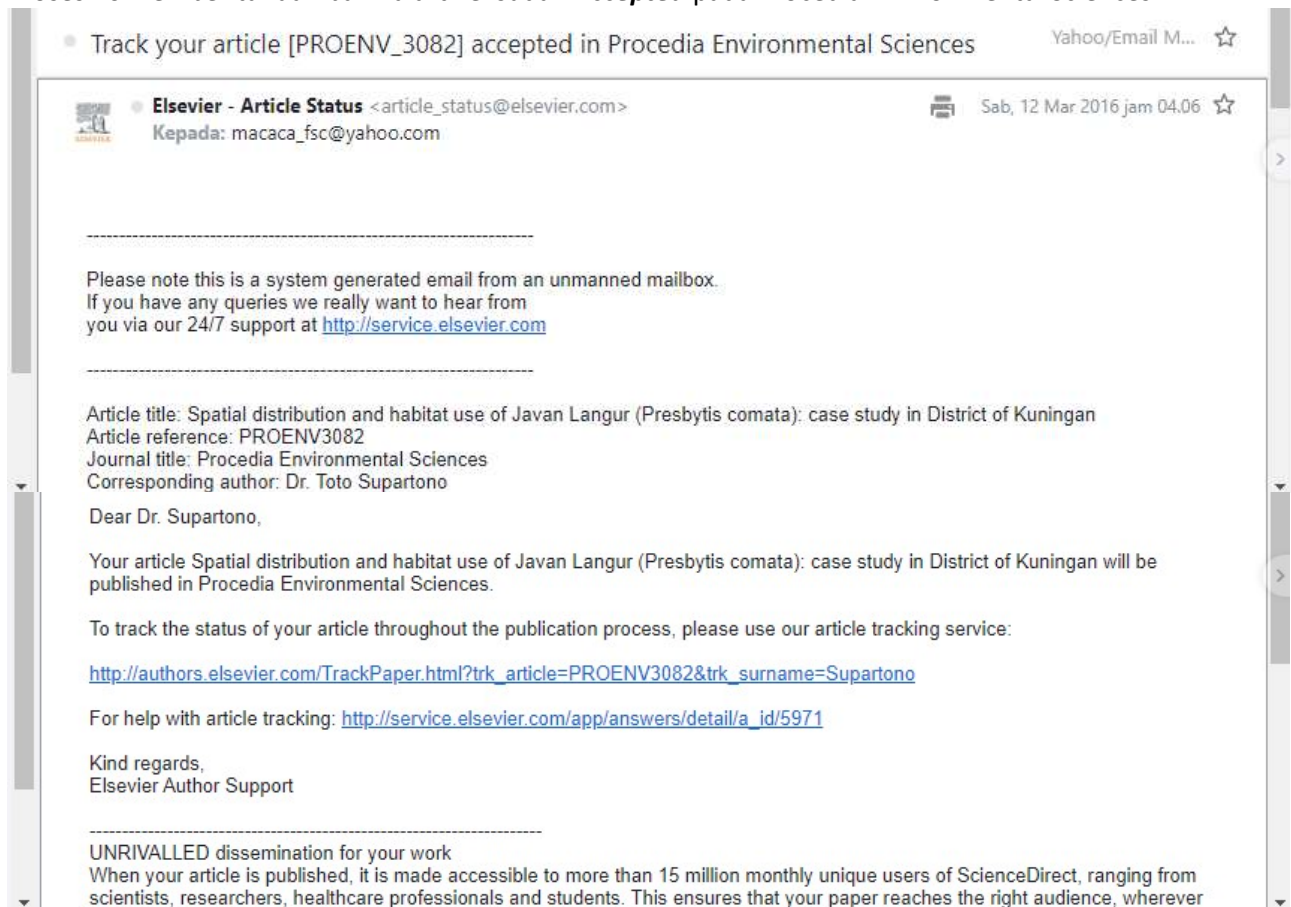 Track your article [PROENV_3082] accepted in Procedia Environmental Sciences Yahoo/Email M...
Elsevier - Article Status <article_status@elsevier.com> Sab, 12 Mar 2016 jam 04.06
Kepada: macaca_fsc@yahoo.com
--------------------------------------------------------------------
Please note this is a system generated email from an unmanned mailbox.
If you have any queries we really want to hear from
you via our 24/7 support at http://service.elsevier.com
--------------------------------------------------------------------
Article title: Spatial distribution and habitat use of Javan Langur (Presbytis comata): case study in District of Kuningan
Article reference: PROENV3082
Journal title: Procedia Environmental Sciences
Corresponding author: Dr. Toto Supartono
Dear Dr. Supartono,
Your article Spatial distribution and habitat use of Javan Langur (Presbytis comata): case study in District of Kuningan will be
published in Procedia Environmental Sciences.
To track the status of your article throughout the publication process, please use our article tracking service:
http://authors.elsevier.com/TrackPaper.html?trk_article=PROENV3082&trk_surname=Supartono
For help with article tracking: http://service.elsevier.com/app/answers/detail/a_id/5971
Kind regards,
Elsevier Author Support
---------------------------------------------------------------------
UNRIVALLED dissemination for your work
When your article is published, it is made accessible to more than 15 million monthly unique users of ScienceDirect, ranging from
scientists, researchers, healthcare professionals and students. This ensures that your paper reaches the right audience, wherever